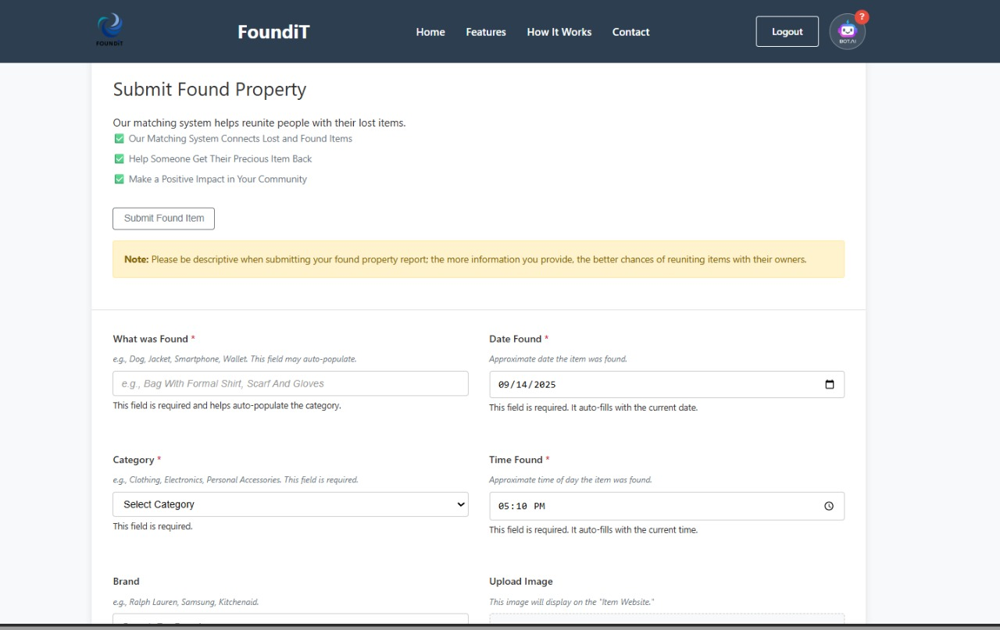 FOUNDiT
FoundiT
Home
Features
How It Works
Contact
Logout
?
BOT.AI
Submit Found Property
Our matching system helps reunite people with their lost items.
Our Matching System Connects Lost and Found Items
Help Someone Get Their Precious Item Back
Make a Positive Impact in Your Community
Submit Found Item
Note: Please be descriptive when submitting your found property report; the more information you provide, the better chances of reuniting items with their owners.
What was Found *
e.g., Dog, Jacket, Smartphone, Wallet. This field may auto-populate.
e.g., Bag With Formal Shirt, Scarf And Gloves
This field is required and helps auto-populate the category.
Date Found *
Approximate date the item was found.
09/14/2025
This field is required. It auto-fills with the current date.
Category *
e.g., Clothing, Electronics, Personal Accessories. This field is required.
Select Category
This field is required.
Time Found *
Approximate time of day the item was found.
05:10 PM
This field is required. It auto-fills with the current time.
Brand
e.g., Ralph Lauren, Samsung, Kitchenaid.
Upload Image
This image will display on the "Item Website."